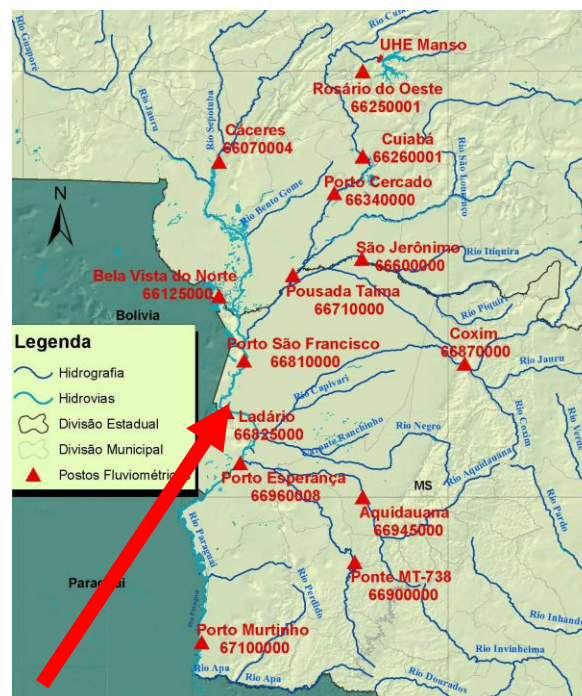 Rio Cuiabá
UHE Manso
Rio Guaporé
Rosário do Oeste
66250001
Rio Jauru
Rio Sepotuba
Cáceres
66070004
Cuiabá
66260001
Rio São Lourenço
Porto Cercado
66340000
N
Rio Bento Gome
São Jerônimo
66600000
Rio Itiquira
Bela Vista do Norte
66125000
Pousada Taima
66710000
Rio Piquiri
Bolívia
Legenda
Hidrografia
Hidrovias
Divisão Estadual
Divisão Municipal
Postos Fluviométricos
Porto São Francisco
66810000
Coxim
66870000
Rio Jauru
Rio Capivari
Ladário
66825000
Rio Negro
Rio Coxim
Rio Verde
Porto Esperança
66960008
MS
Rio Aquidauana
Aquidauana
66945000
Rio Pardo
Rio Paraguai
Paraguai
Ponte MT-738
66900000
Rio Perdido
Rio Inhandu
Porto Murtinho
67100000
Rio Invinheima
Rio Apa
Rio Apa
Rio Dourados